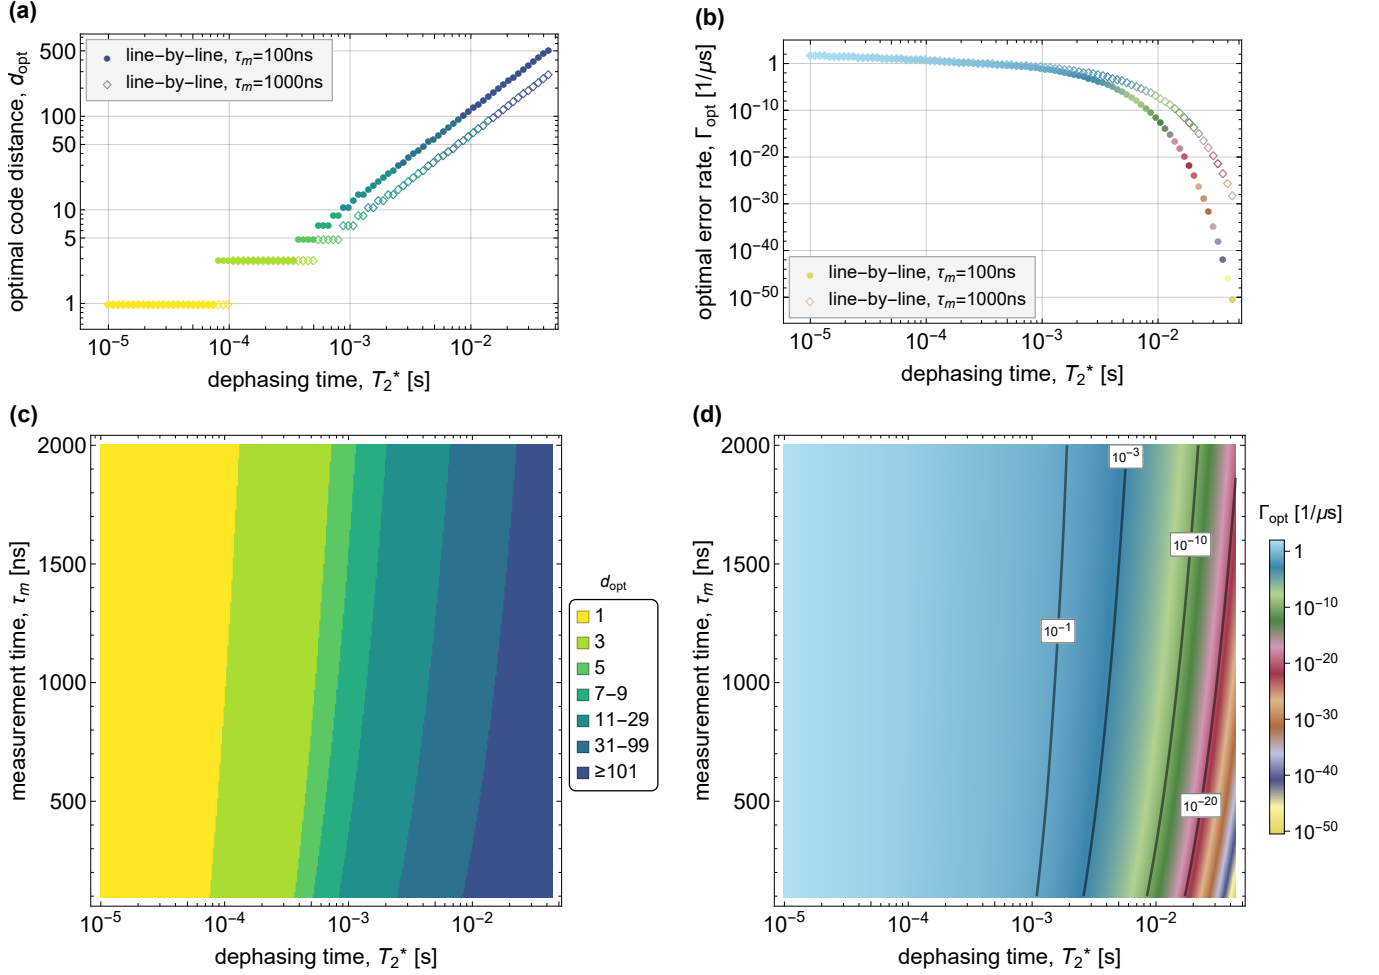 (a)
optimal code distance, d_opt
500
100
50
10
5
1
line−by−line, τ_m=100ns
line−by−line, τ_m=1000ns
10^−5
10^−4
10^−3
10^−2
dephasing time, T_2* [s]
(b)
optimal error rate, Γ_opt [1/μs]
1
10^−10
10^−20
10^−30
10^−40
10^−50
line−by−line, τ_m=100ns
line−by−line, τ_m=1000ns
10^−5
10^−4
10^−3
10^−2
dephasing time, T_2* [s]
(c)
measurement time, τ_m [ns]
2000
1500
1000
500
10^−5
10^−4
10^−3
10^−2
dephasing time, T_2* [s]
d_opt
1
3
5
7−9
11−29
31−99
≥101
(d)
measurement time, τ_m [ns]
2000
1500
1000
500
10^−3
10^−10
10^−1
10^−20
10^−5
10^−4
10^−3
10^−2
dephasing time, T_2* [s]
Γ_opt [1/μs]
1
10^−10
10^−20
10^−30
10^−40
10^−50